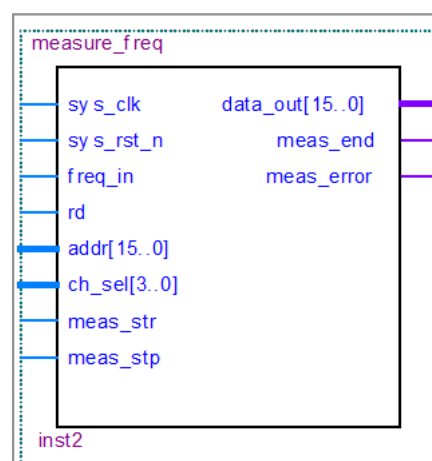 measure_freq
sys_clk data_out[15..0]
sys_rst_n meas_end
freq_in meas_error
rd
addr[15..0]
ch_sel[3..0]
meas_str
meas_stp
inst2